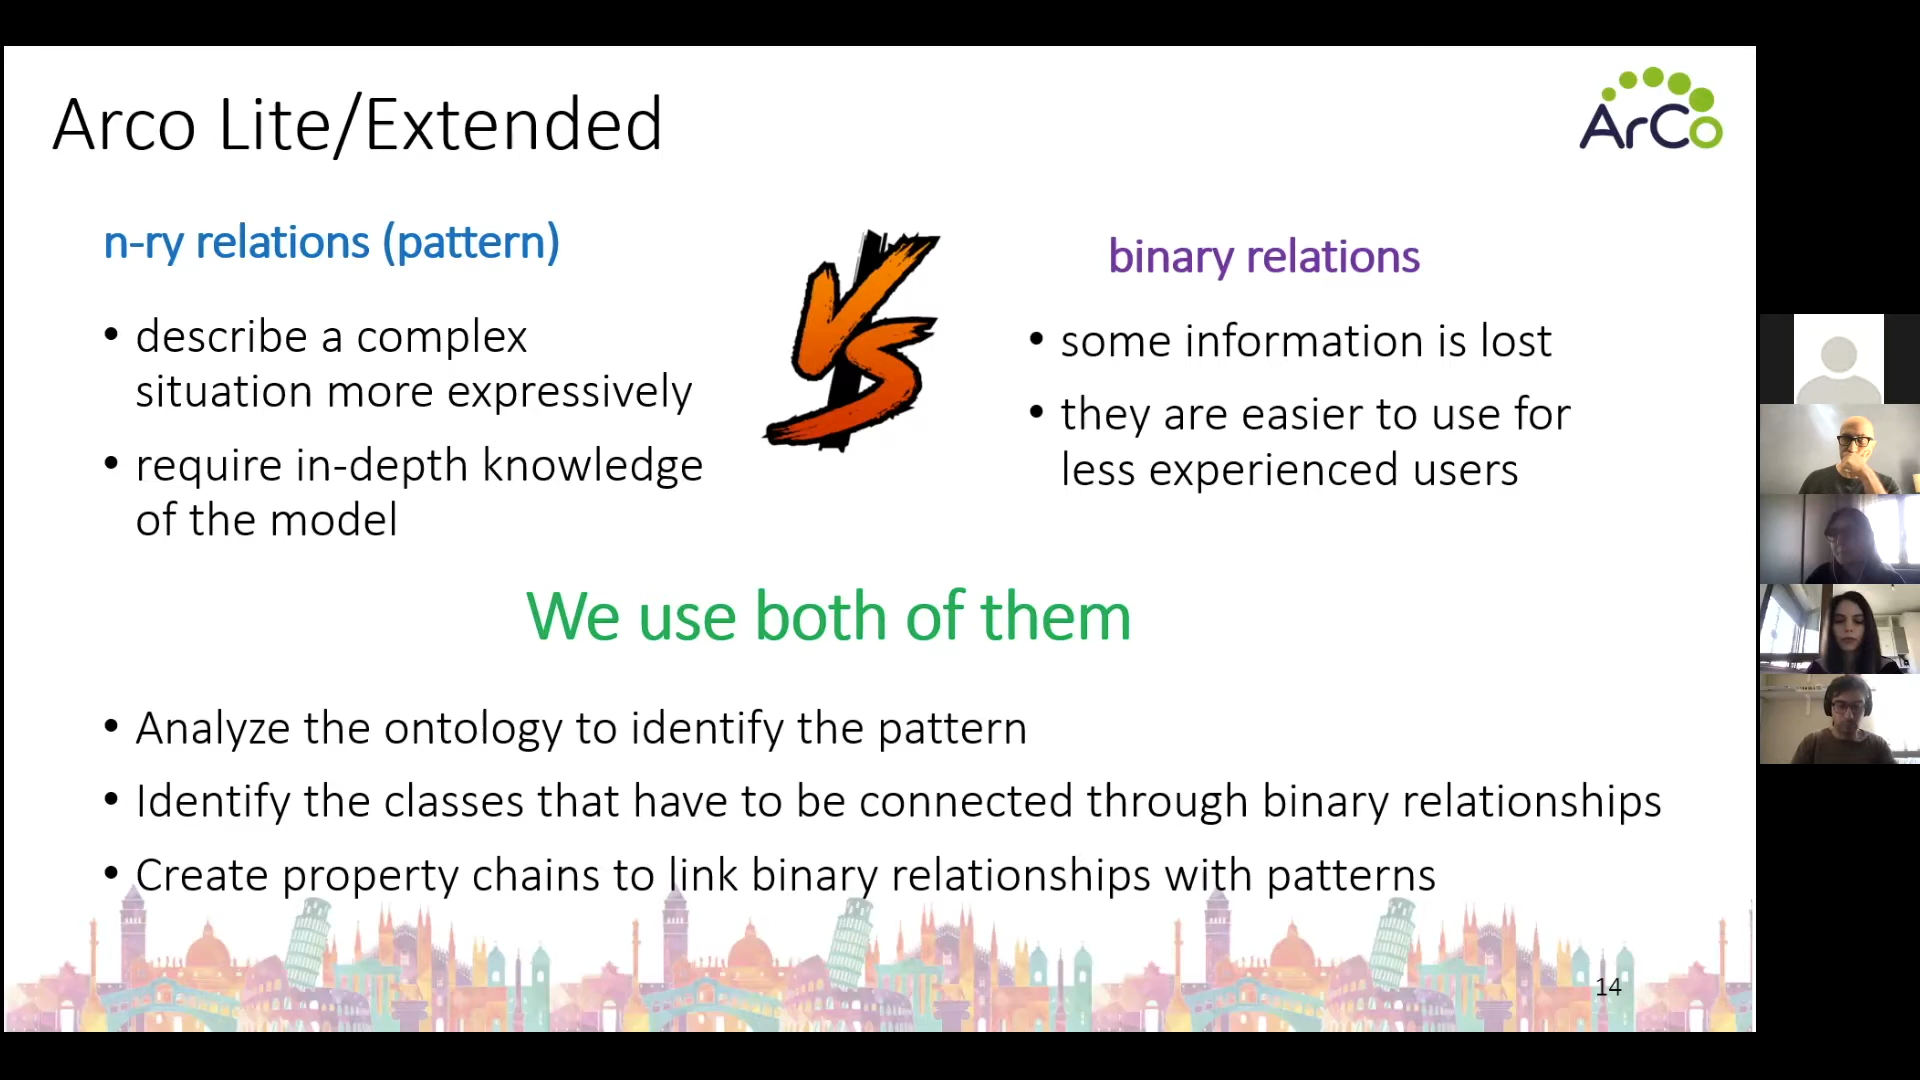 Arco Lite/Extended
ArCo
n-ry relations (pattern)
• describe a complex
situation more expressively
• require in-depth knowledge
of the model
VS
binary relations
• some information is lost
• they are easier to use for
less experienced users
We use both of them
• Analyze the ontology to identify the pattern
• Identify the classes that have to be connected through binary relationships
• Create property chains to link binary relationships with patterns
14